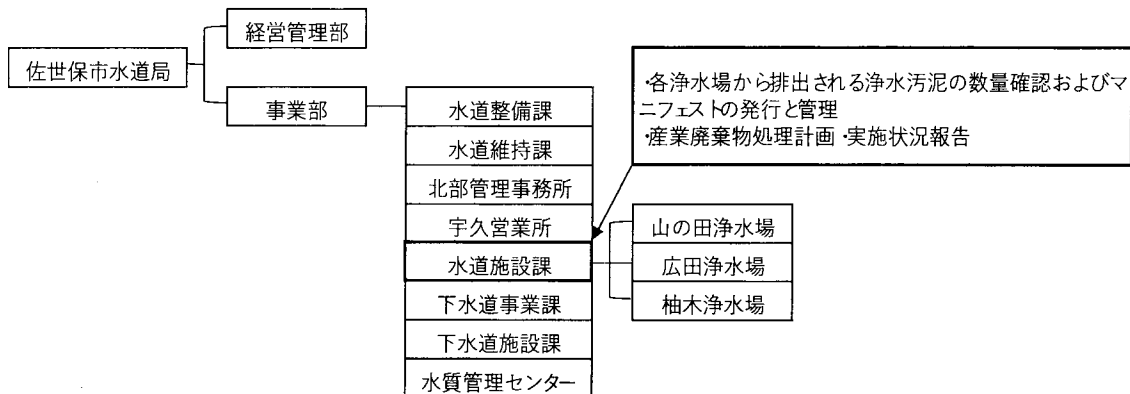 経営管理部
佐世保市水道局
事業部
・各浄水場から排出される浄水汚泥の数量確認およびマ
ニフェストの発行と管理
・産業廃棄物処理計画・実施状況報告
水道整備課
水道維持課
北部管理事務所
宇久営業所
水道施設課
下水道事業課
下水道施設課
水質管理センター
山の田浄水場
広田浄水場
柚木浄水場